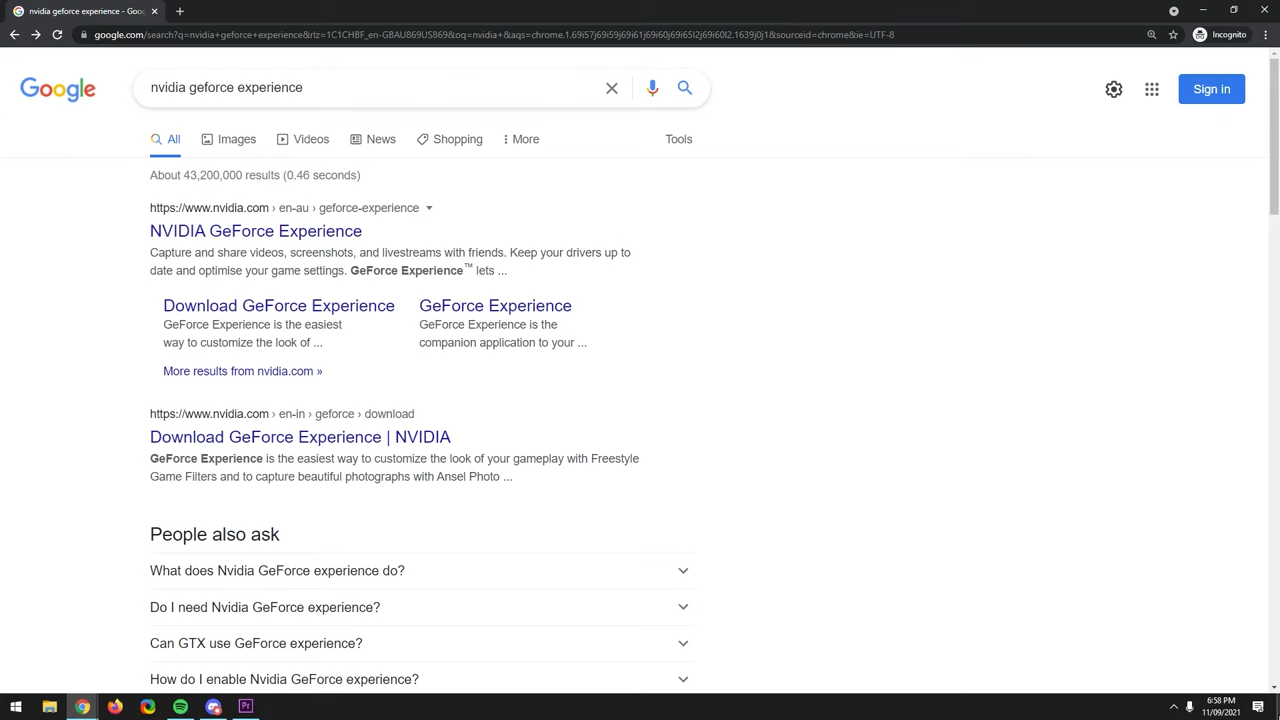 nvidia geforce experience - Goo
google.com/search?q=nvidia+geforce+experience&rlz=1C1CHBF_en-GBAU869US869&oq=nvidia+&aqs=chrome.1.69i57j69i59j69i61j69i60j69i65l2j69i60l2.1639j0j1&sourceid=chrome&ie=UTF-8
Incognito
Google
nvidia geforce experience
Sign in
All
Images
Videos
News
Shopping
More
Tools
About 43,200,000 results (0.46 seconds)
https://www.nvidia.com › en-au › geforce-experience
NVIDIA GeForce Experience
Capture and share videos, screenshots, and livestreams with friends. Keep your drivers up to
date and optimise your game settings. GeForce Experience™ lets ...
Download GeForce Experience
GeForce Experience is the easiest
way to customize the look of ...
GeForce Experience
GeForce Experience is the
companion application to your ...
More results from nvidia.com »
https://www.nvidia.com › en-in › geforce › download
Download GeForce Experience | NVIDIA
GeForce Experience is the easiest way to customize the look of your gameplay with Freestyle
Game Filters and to capture beautiful photographs with Ansel Photo ...
People also ask
What does Nvidia GeForce experience do?
Do I need Nvidia GeForce experience?
Can GTX use GeForce experience?
How do I enable Nvidia GeForce experience?
Pr
6:58 PM
11/09/2021